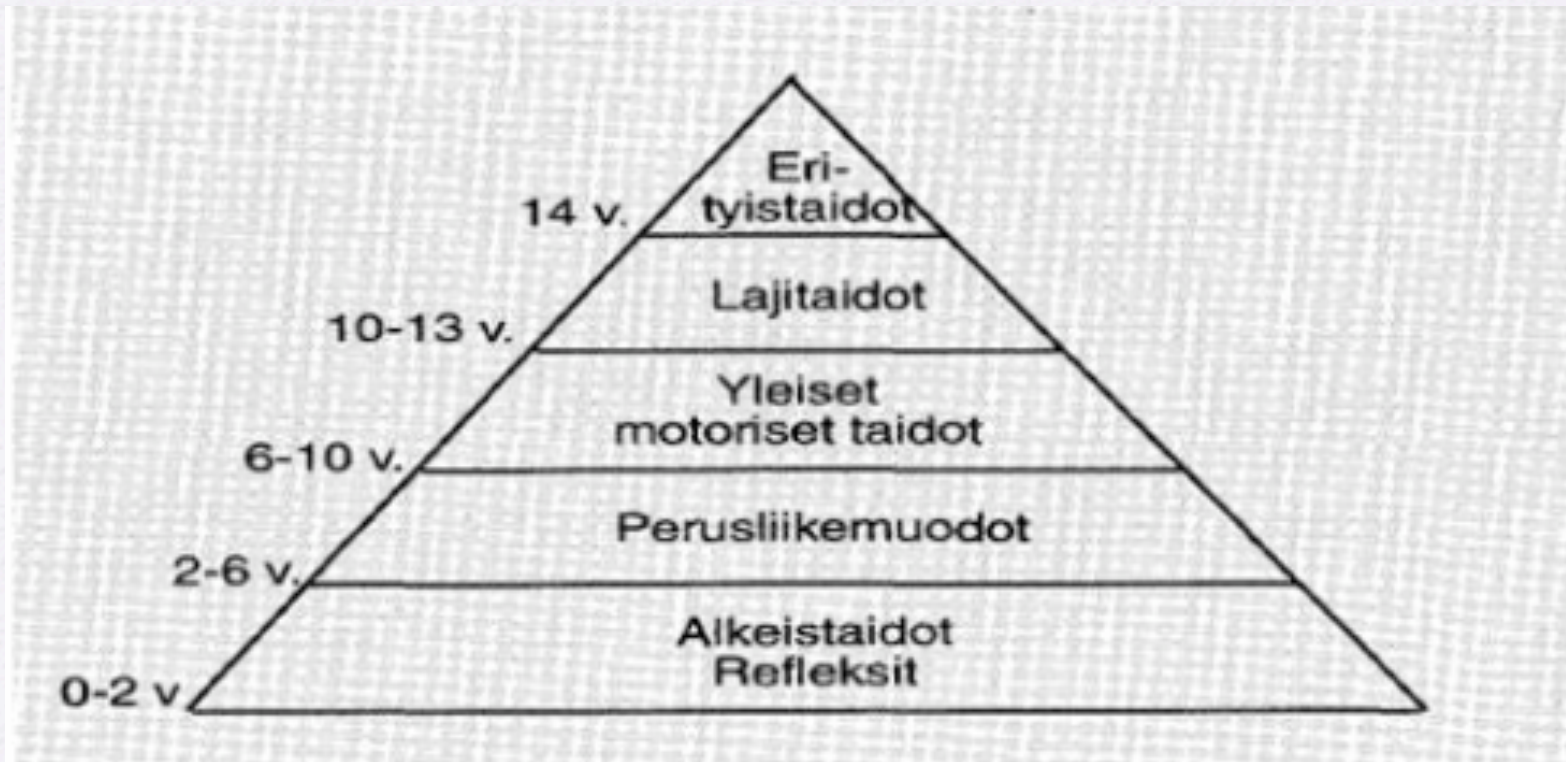 Eri-
14 v. tyistaidot
Lajitaidot
10-13 v.
Yleiset
motoriset taidot
6-10 v.
Perusliikemuodot
2-6 v.
Alkeistaidot
Refleksit
0-2 v